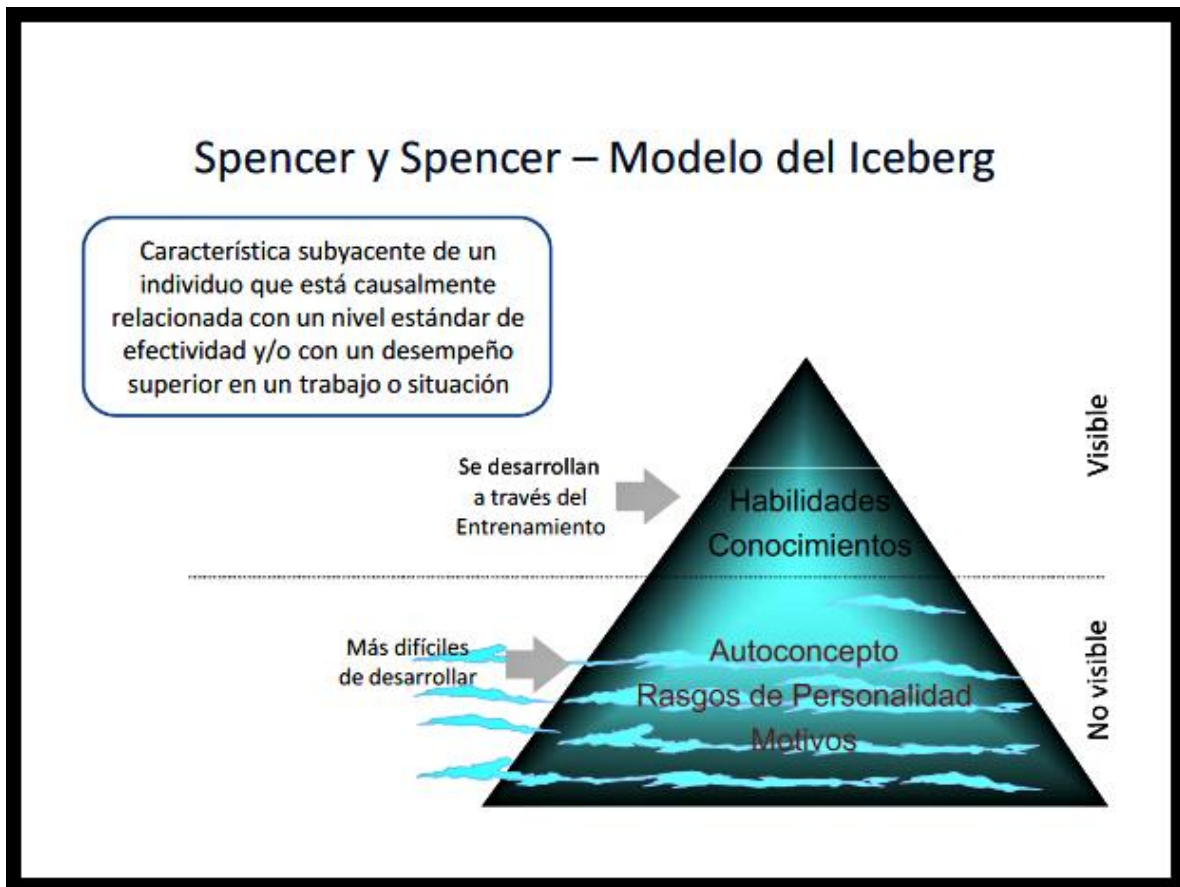 Spencer y Spencer – Modelo del Iceberg
Característica subyacente de un
individuo que está causalmente
relacionada con un nivel estándar de
efectividad y/o con un desempeño
superior en un trabajo o situación
Visible
Se desarrollan
a través del
Entrenamiento
Habilidades
Conocimientos
No visible
Más difíciles
de desarrollar
Autoconcepto
Rasgos de Personalidad
Motivos